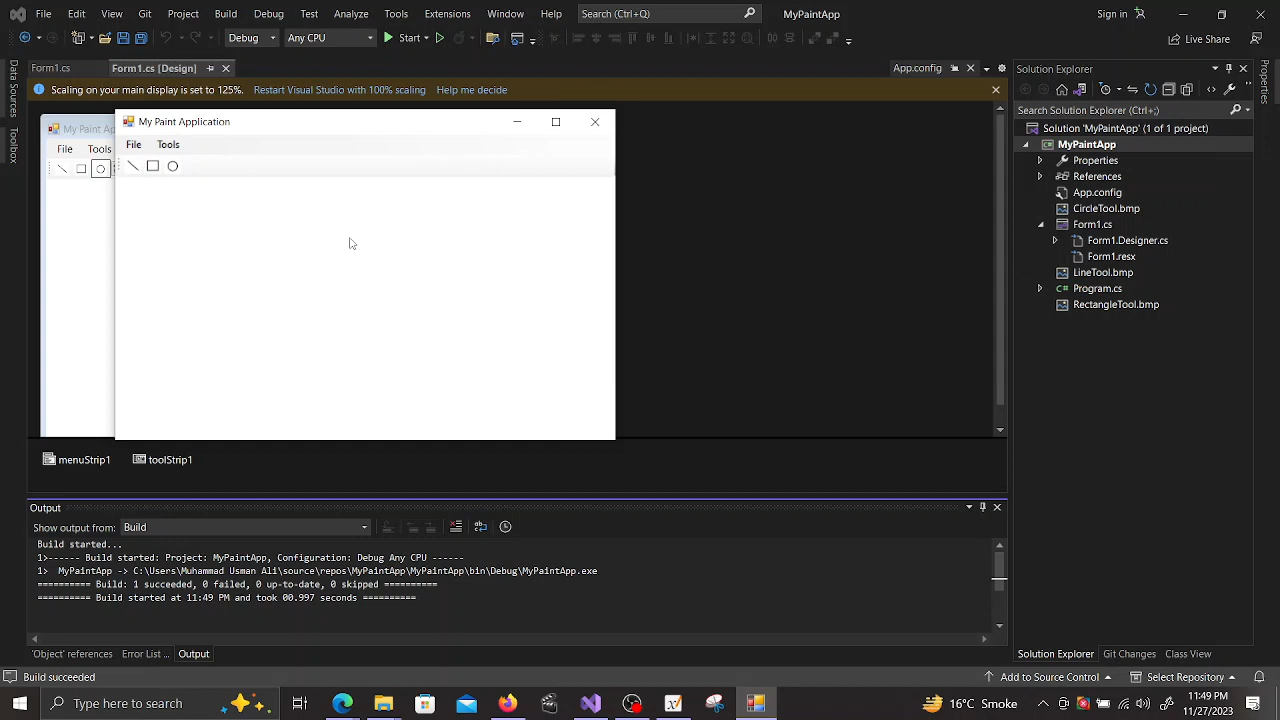 File Edit View Git Project Build Debug Test Analyze Tools Extensions Window Help Search (Ctrl+Q) MyPaintApp Sign in
Debug Any CPU Start Live Share
Form1.cs Form1.cs [Design] App.config Solution Explorer
Data Sources
Toolbox
Properties
Scaling on your main display is set to 125%. Restart Visual Studio with 100% scaling Help me decide
Search Solution Explorer (Ctrl+;)
My Paint
File Tools
My Paint Application
File Tools
Solution 'MyPaintApp' (1 of 1 project)
MyPaintApp
Properties
References
App.config
CircleTool.bmp
Form1.cs
Form1.Designer.cs
Form1.resx
LineTool.bmp
Program.cs
RectangleTool.bmp
menuStrip1 toolStrip1
Output
Show output from: Build
Build started...
1>------ Build started: Project: MyPaintApp, Configuration: Debug Any CPU ------
1> MyPaintApp -> C:\Users\Muhammad Usman Ali\source\repos\MyPaintApp\MyPaintApp\bin\Debug\MyPaintApp.exe
========== Build: 1 succeeded, 0 failed, 0 up-to-date, 0 skipped ==========
========== Build started at 11:49 PM and took 00.997 seconds ==========
'Object' references Error List ... Output Solution Explorer Git Changes Class View
Build succeeded Add to Source Control Select Repository
Type here to search 16°C Smoke 11:49 PM
11/27/2023